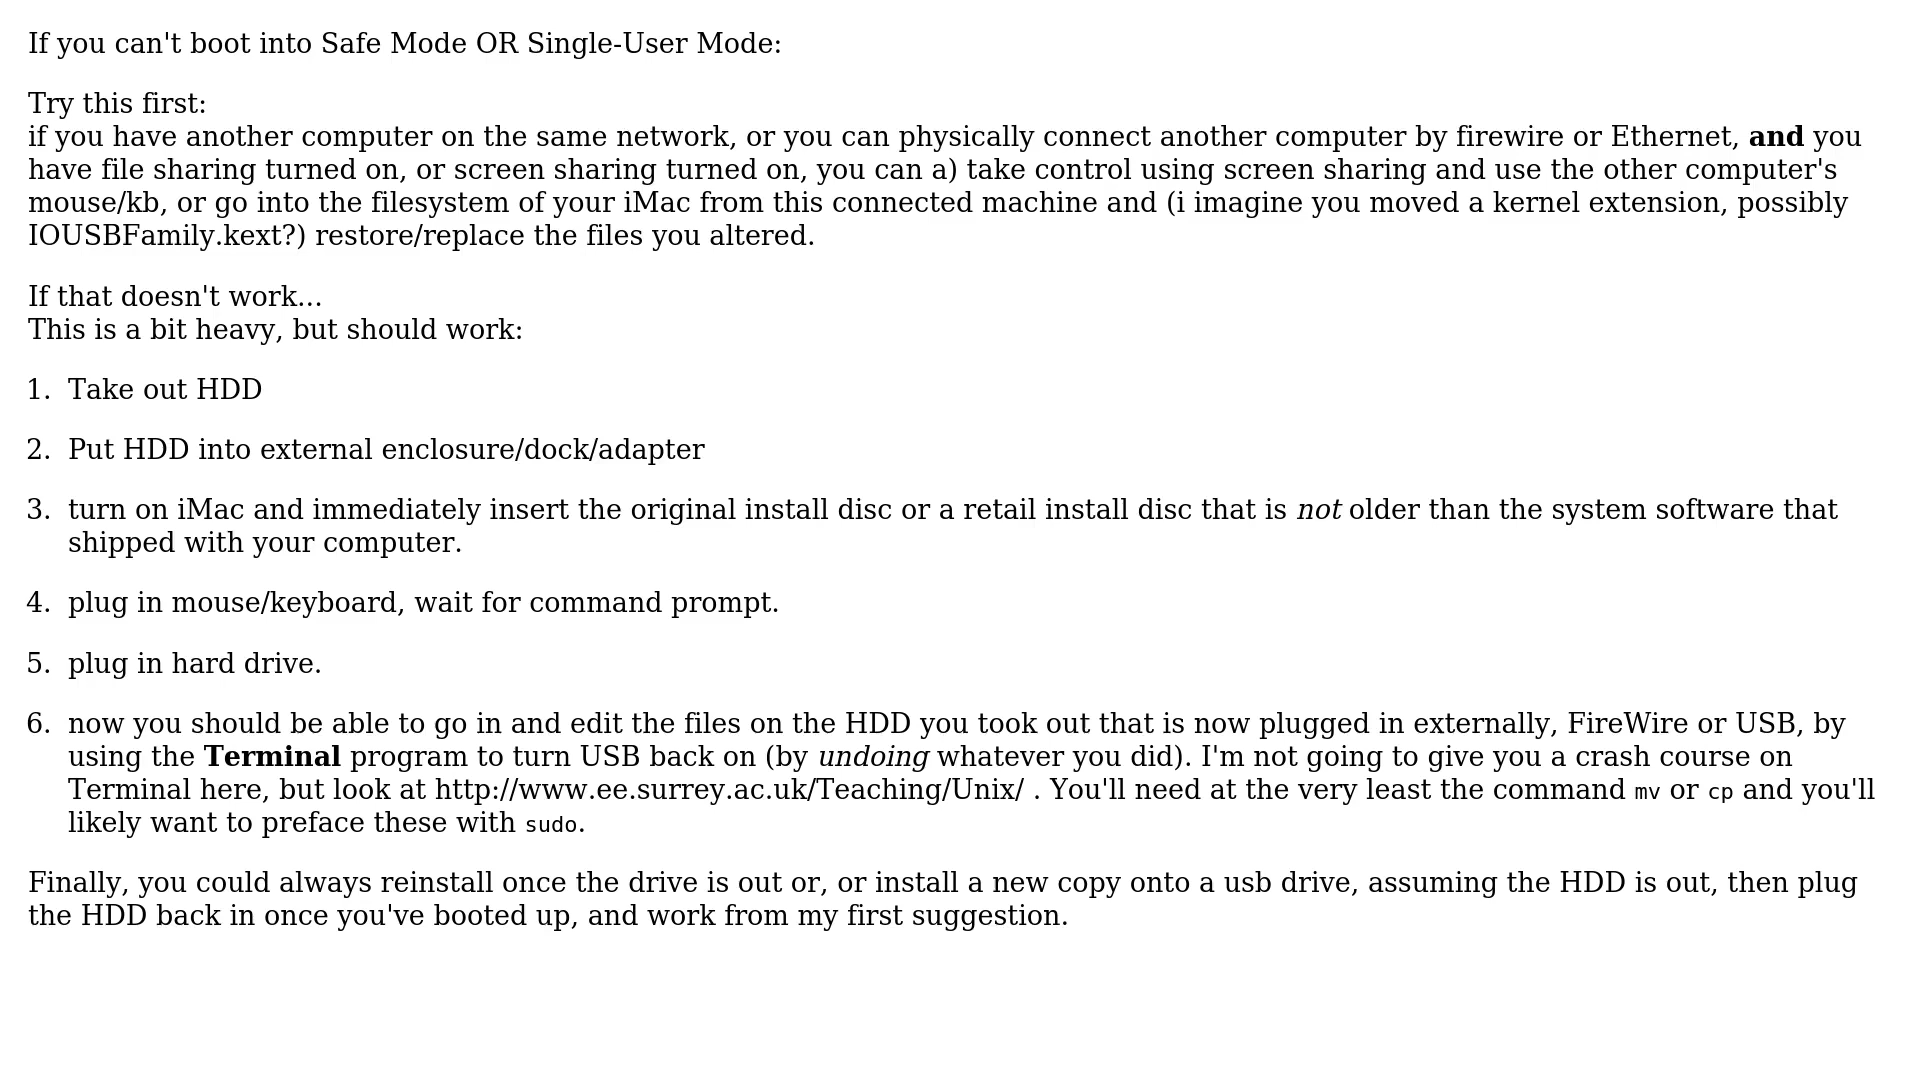 If you can't boot into Safe Mode OR Single-User Mode:
Try this first:
if you have another computer on the same network, or you can physically connect another computer by firewire or Ethernet, and you
have file sharing turned on, or screen sharing turned on, you can a) take control using screen sharing and use the other computer's
mouse/kb, or go into the filesystem of your iMac from this connected machine and (i imagine you moved a kernel extension, possibly
IOUSBFamily.kext?) restore/replace the files you altered.
If that doesn't work...
This is a bit heavy, but should work:
1. Take out HDD
2. Put HDD into external enclosure/dock/adapter
3. turn on iMac and immediately insert the original install disc or a retail install disc that is not older than the system software that
shipped with your computer.
4. plug in mouse/keyboard, wait for command prompt.
5. plug in hard drive.
6. now you should be able to go in and edit the files on the HDD you took out that is now plugged in externally, FireWire or USB, by
using the Terminal program to turn USB back on (by undoing whatever you did). I'm not going to give you a crash course on
Terminal here, but look at http://www.ee.surrey.ac.uk/Teaching/Unix/ . You'll need at the very least the command mv or cp and you'll
likely want to preface these with sudo.
Finally, you could always reinstall once the drive is out or, or install a new copy onto a usb drive, assuming the HDD is out, then plug
the HDD back in once you've booted up, and work from my first suggestion.